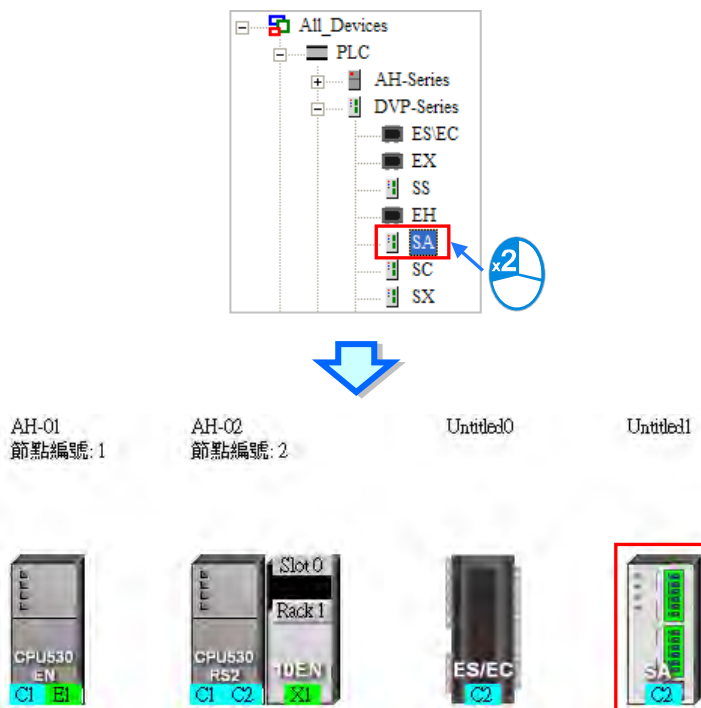 All_Devices
PLC
AH-Series
DVP-Series
ES\EC
EX
SS
EH
SA
x2
SC
SX
AH-01
節點編號: 1
AH-02
節點編號: 2
Untitled0
Untitled1
CPU530
EN
C1 E1
CPU530
RS2
C1 C2
Slot 0
Rack 1
10EN
X1
ES/EC
C2
SA
C2